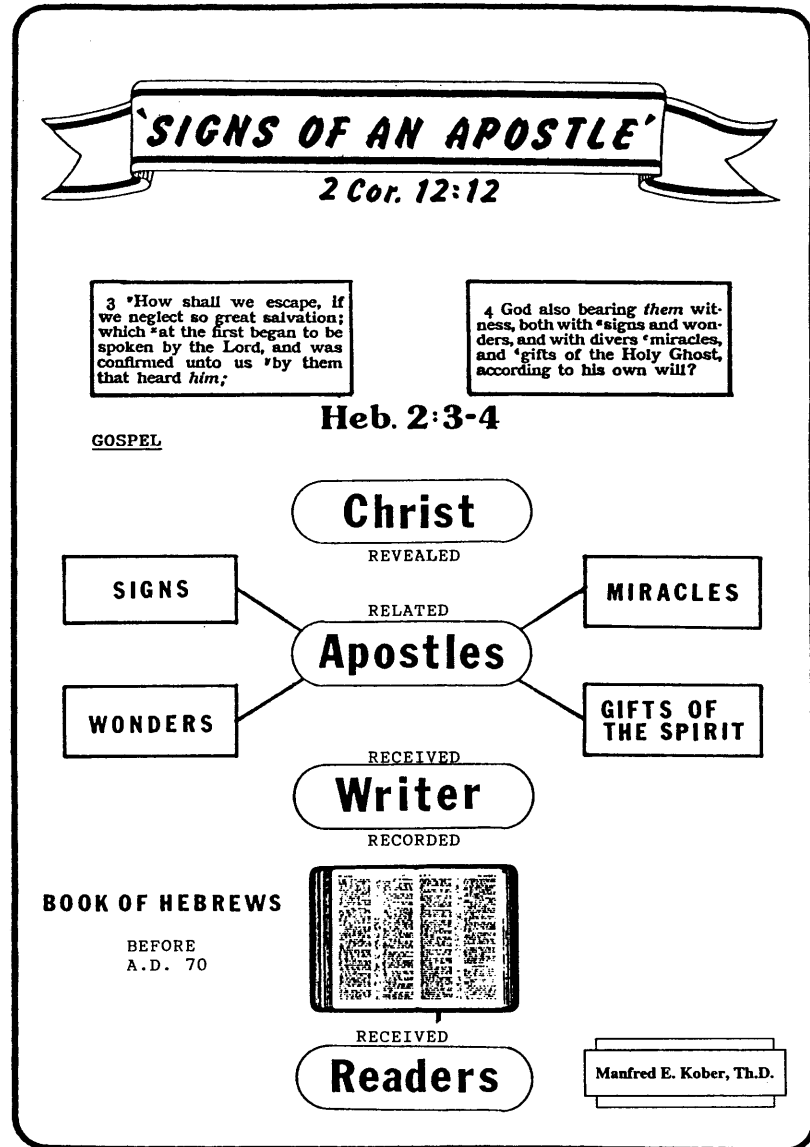 'SIGNS OF AN APOSTLE'
2 Cor. 12:12
3 How shall we escape, if
we neglect so great salvation;
which at the first began to be
spoken by the Lord, and was
confirmed unto us by them
that heard him;
4 God also bearing them wit-
ness, both with signs and won-
ders, and with divers miracles,
and gifts of the Holy Ghost,
according to his own will?
Heb. 2:3-4
GOSPEL
Christ
REVEALED
SIGNS
MIRACLES
RELATED
Apostles
WONDERS
GIFTS OF
THE SPIRIT
RECEIVED
Writer
RECORDED
BOOK OF HEBREWS
BEFORE
A.D. 70
RECEIVED
Readers
Manfred E. Kober, Th.D.